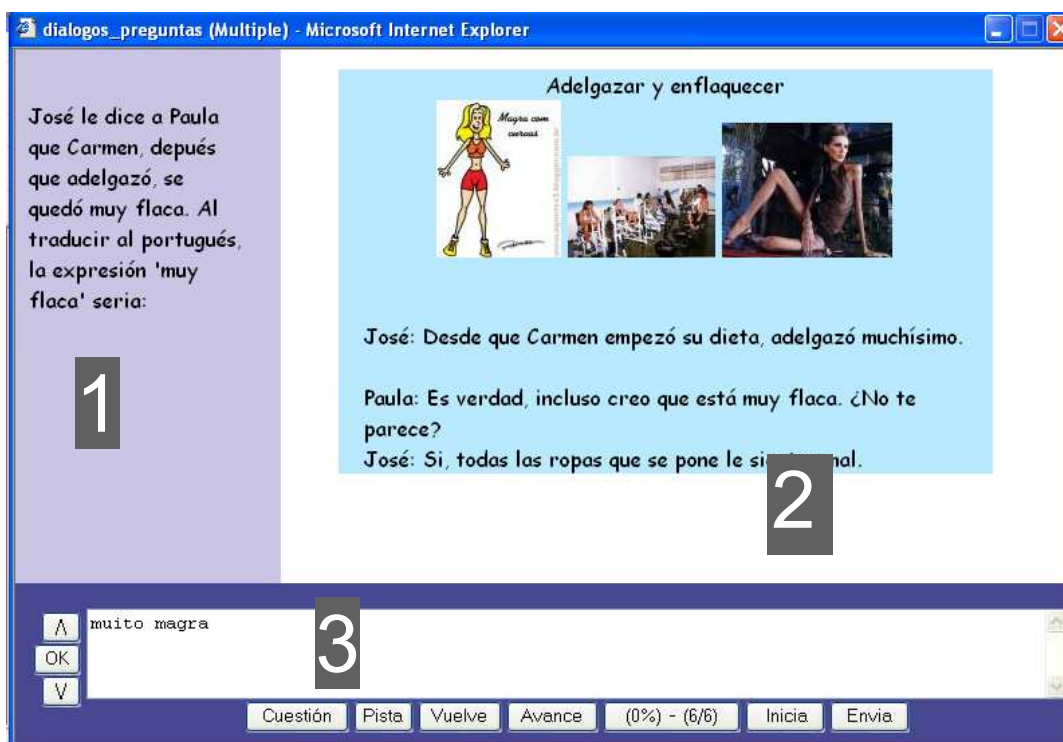 dialogos_preguntas (Multiple) - Microsoft Internet Explorer
José le dice a Paula
que Carmen, depués
que adelgazó, se
quedó muy flaca. Al
traducir al portugués,
la expresión 'muy
flaca' seria:
1
Adelgazar y enflaquecer
Magra com
curvas
José: Desde que Carmen empezó su dieta, adelgazó muchísimo.
Paula: Es verdad, incluso creo que está muy flaca. ¿No te
parece?
José: Si, todas las ropas que se pone le mal.
2
Λ
OK
V
muito magra
3
Cuestión Pista Vuelve Avance (0%) - (6/6) Inicia Envia